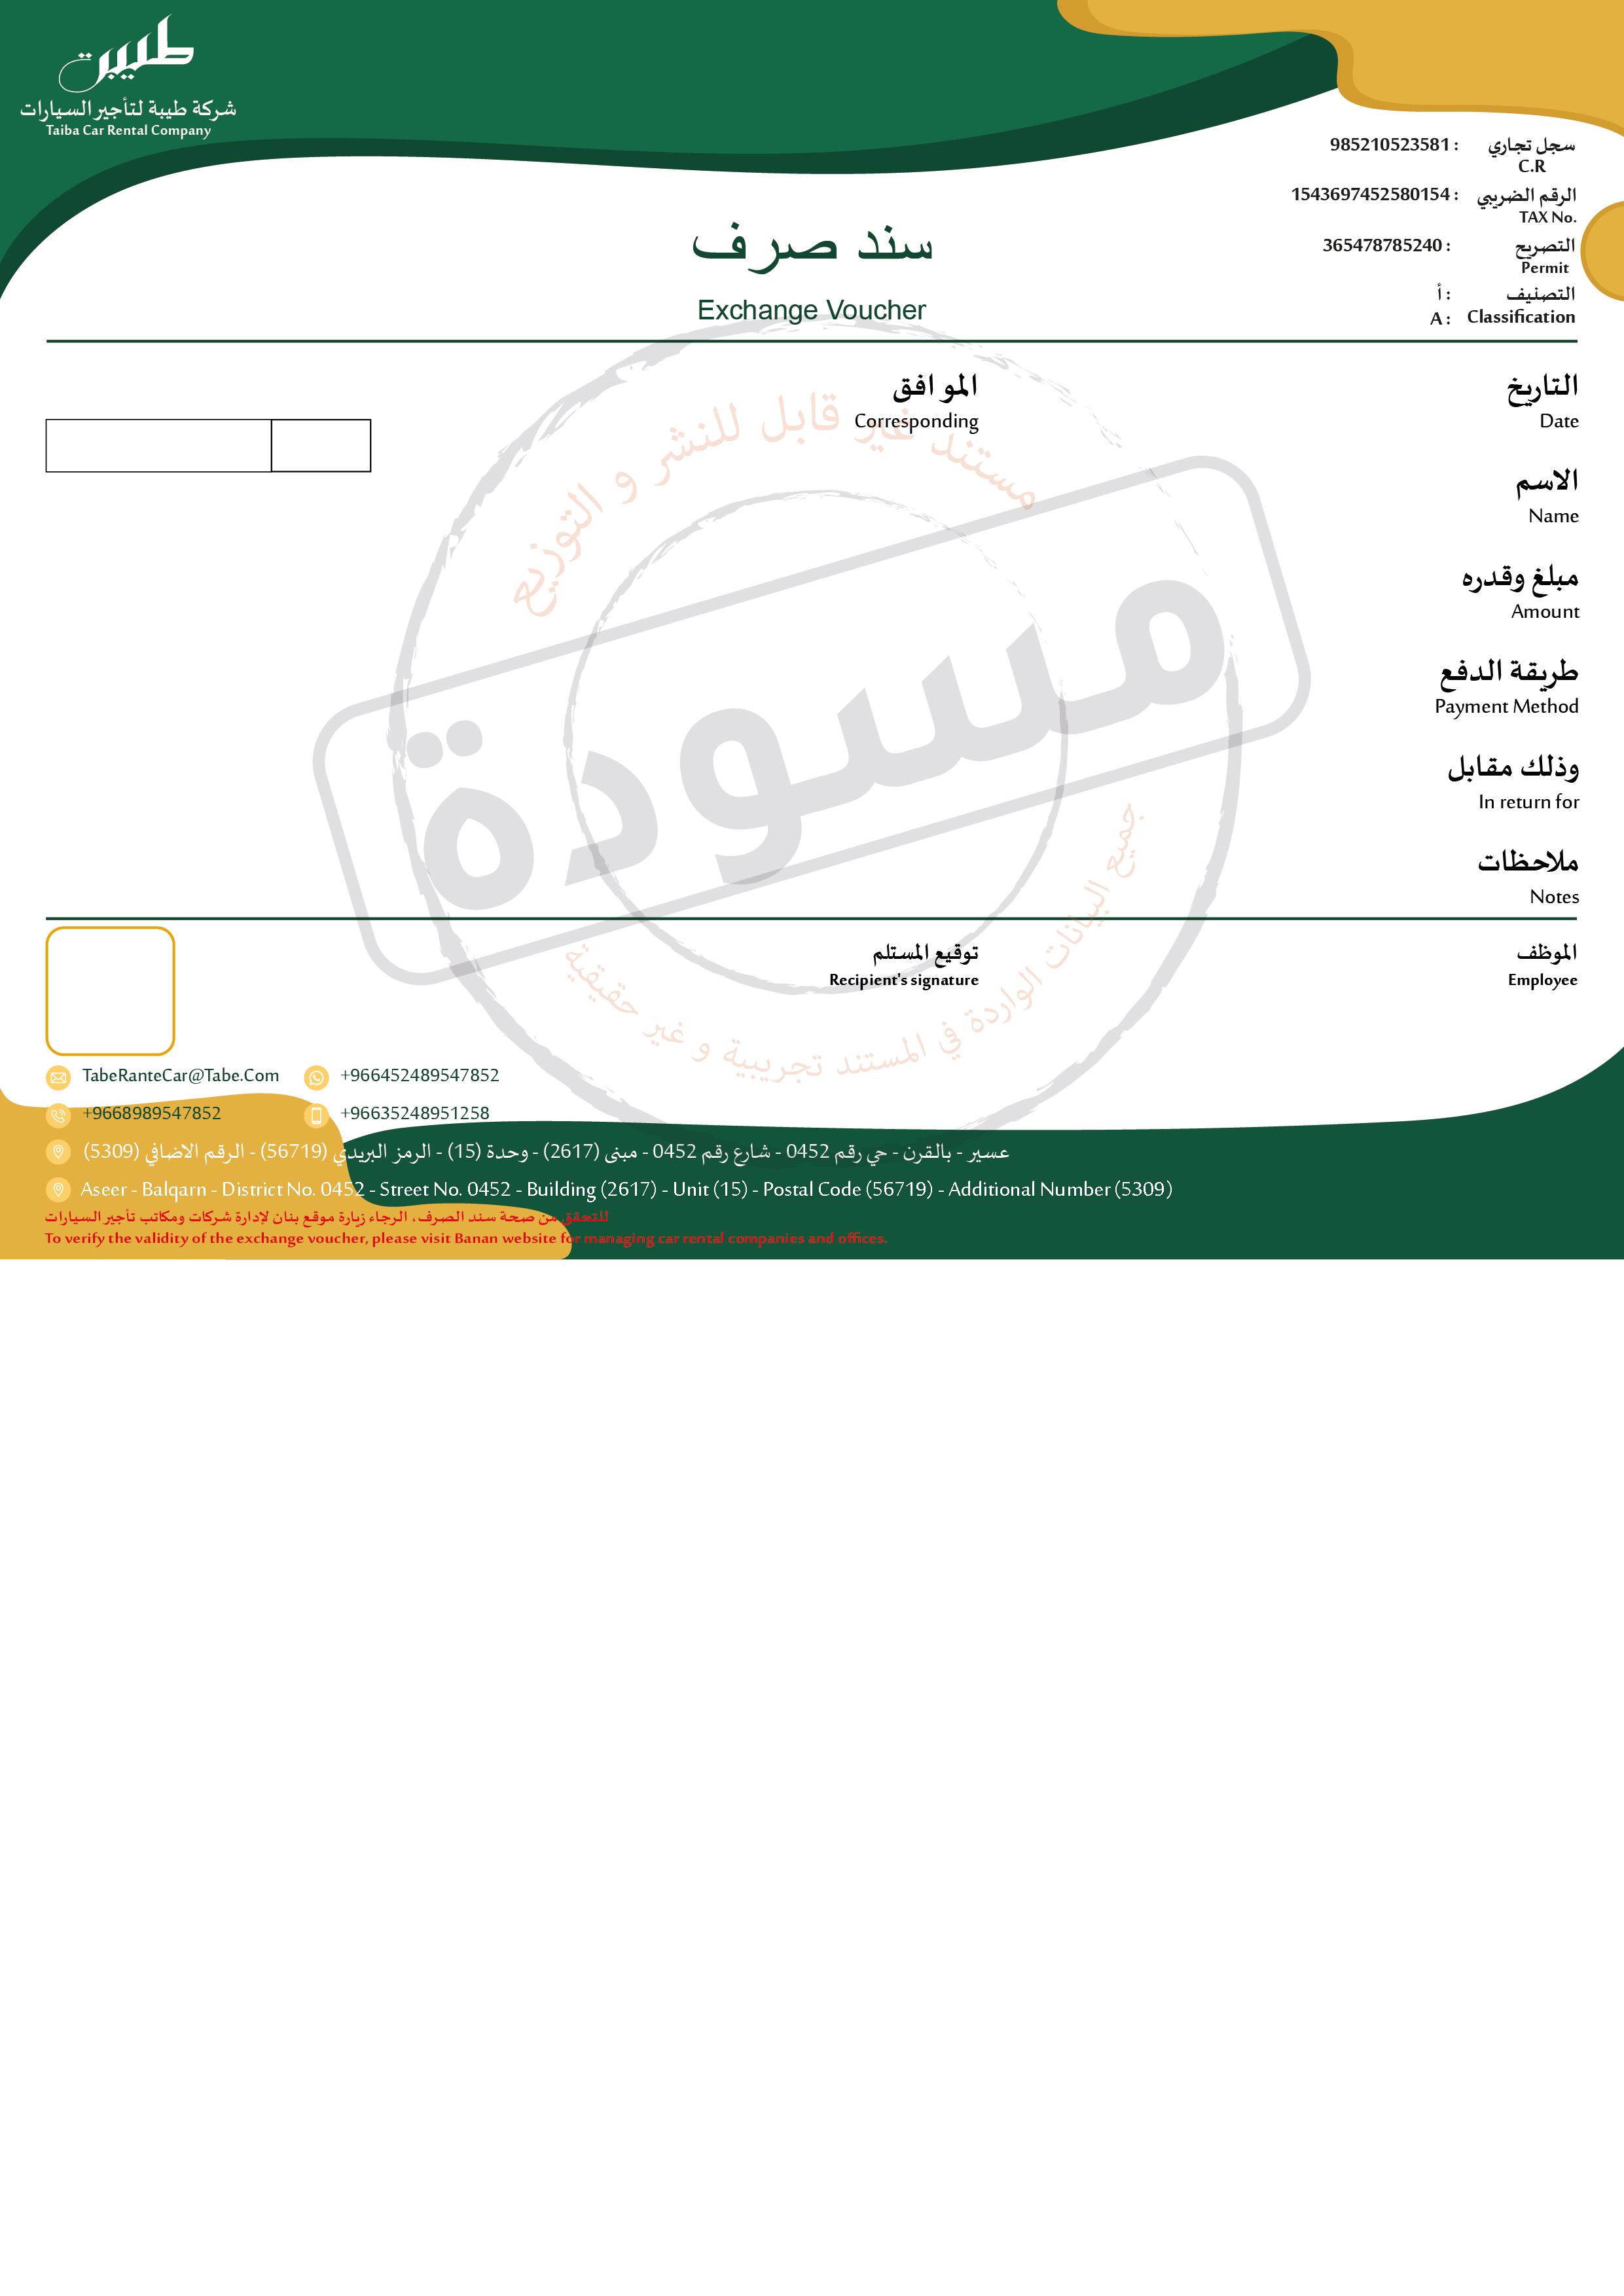 طيبة
شركة طيبة لتأجير السيارات
Taiba Car Rental Company
سجل تجاري : 985210523581
C.R
الرقم الضريبي : 1543697452580154
TAX No.
التصريح : 365478785240
Permit
التصنيف : أ
Classification : A
سند صرف
Exchange Voucher
التاريخ
Date
الموافق
Corresponding
الاسم
Name
مبلغ وقدره
Amount
طريقة الدفع
Payment Method
وذلك مقابل
In return for
ملاحظات
Notes
مستند غير قابل للنشر و التوزيع
مسودة
جميع البيانات الواردة في المستند تجريبية و غير حقيقية
الموظف
Employee
توقيع المستلم
Recipient's signature
TabeRanteCar@Tabe.Com
+966452489547852
+9668989547852
+96635248951258
عسير - بالقرن - حي رقم 0452 - شارع رقم 0452 - مبنى (2617) - وحدة (15) - الرمز البريدي (56719) - الرقم الاضافي (5309)
Aseer - Balqarn - District No. 0452 - Street No. 0452 - Building (2617) - Unit (15) - Postal Code (56719) - Additional Number (5309)
للتحقق من صحة سند الصرف، الرجاء زيارة موقع بنان لإدارة شركات ومكاتب تأجير السيارات
To verify the validity of the exchange voucher, please visit Banan website for managing car rental companies and offices.